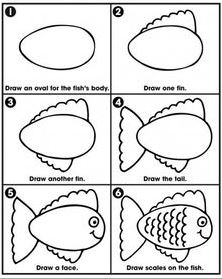 1
Draw an oval for the fish's body.
2
Draw one fin.
3
Draw another fin.
4
Draw the tail.
5
Draw a face.
6
Draw scales on the fish.